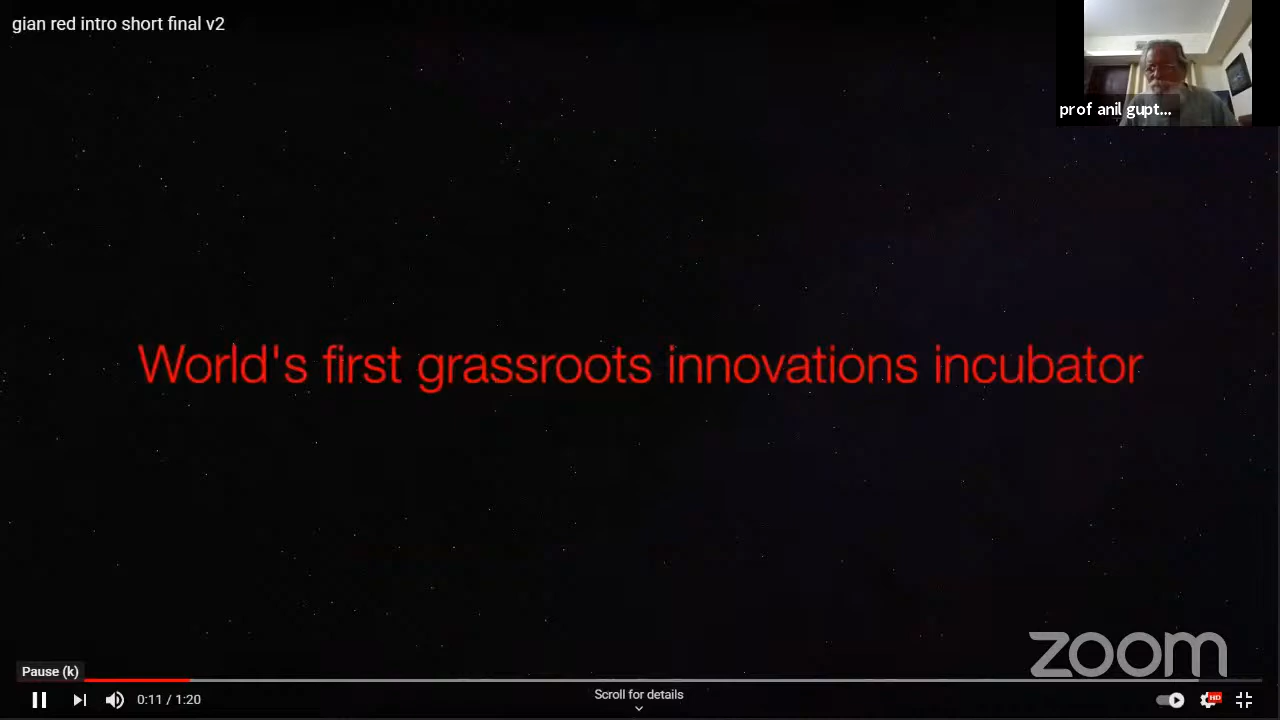 gian red intro short final v2
prof anil gupt...
World's first grassroots innovations incubator
zoom
Pause (k)
0:11 / 1:20
Scroll for details
HD